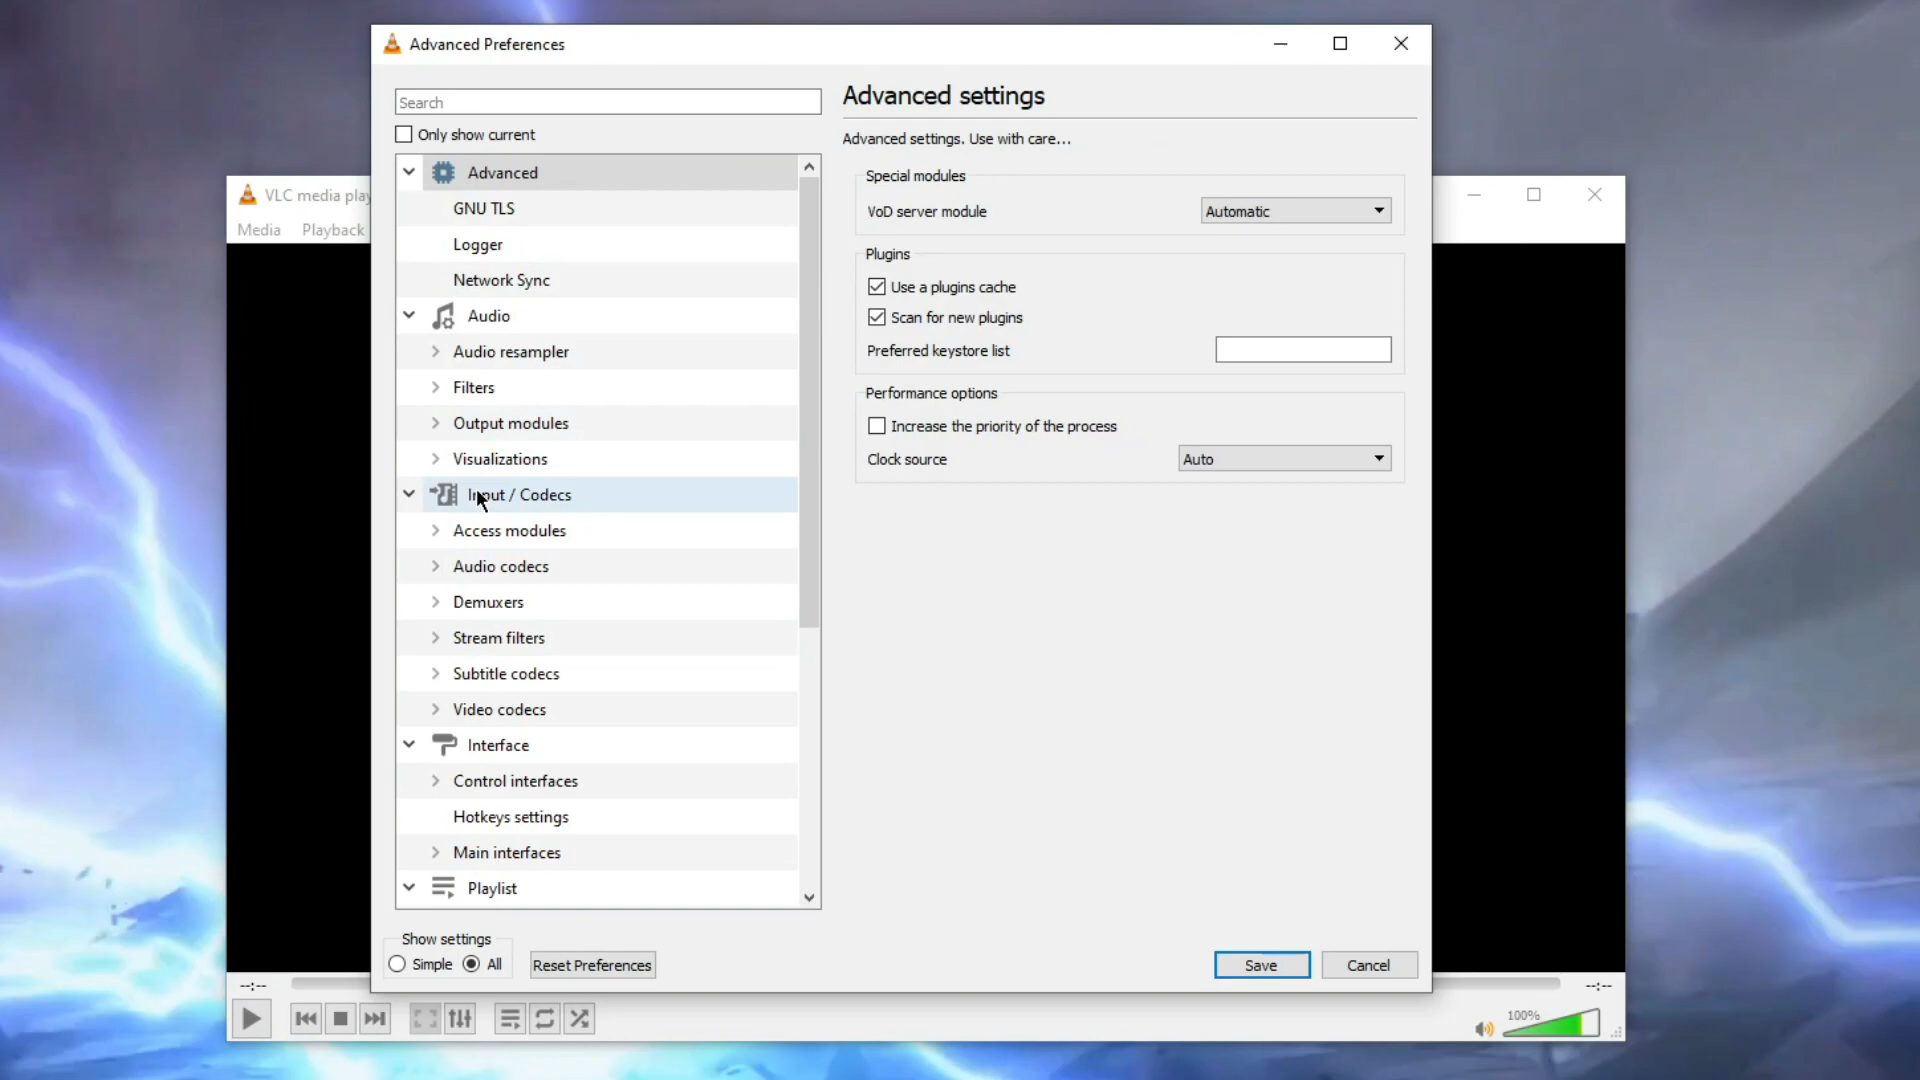 Advanced Preferences
Search
Only show current
Advanced
GNU TLS
Logger
Network Sync
Audio
Audio resampler
Filters
Output modules
Visualizations
Input / Codecs
Access modules
Audio codecs
Demuxers
Stream filters
Subtitle codecs
Video codecs
Interface
Control interfaces
Hotkeys settings
Main interfaces
Playlist
Show settings
Simple
All
Reset Preferences
Advanced settings
Advanced settings. Use with care...
Special modules
VoD server module
Automatic
Plugins
Use a plugins cache
Scan for new plugins
Preferred keystore list
Performance options
Increase the priority of the process
Clock source
Auto
Save
Cancel
VLC media play
Media
Playback
--:--
--:--
100%